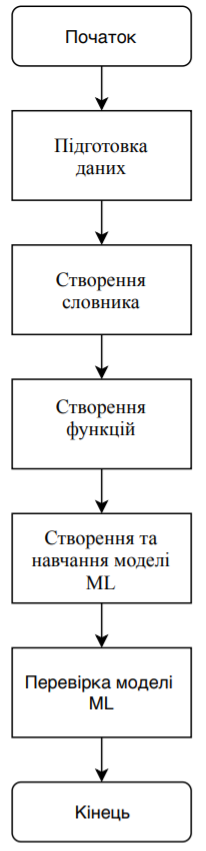 Початок
Підготовка
даних
Створення
словника
Створення
функцій
Створення та
навчання моделі
ML
Перевірка моделі
ML
Кінець